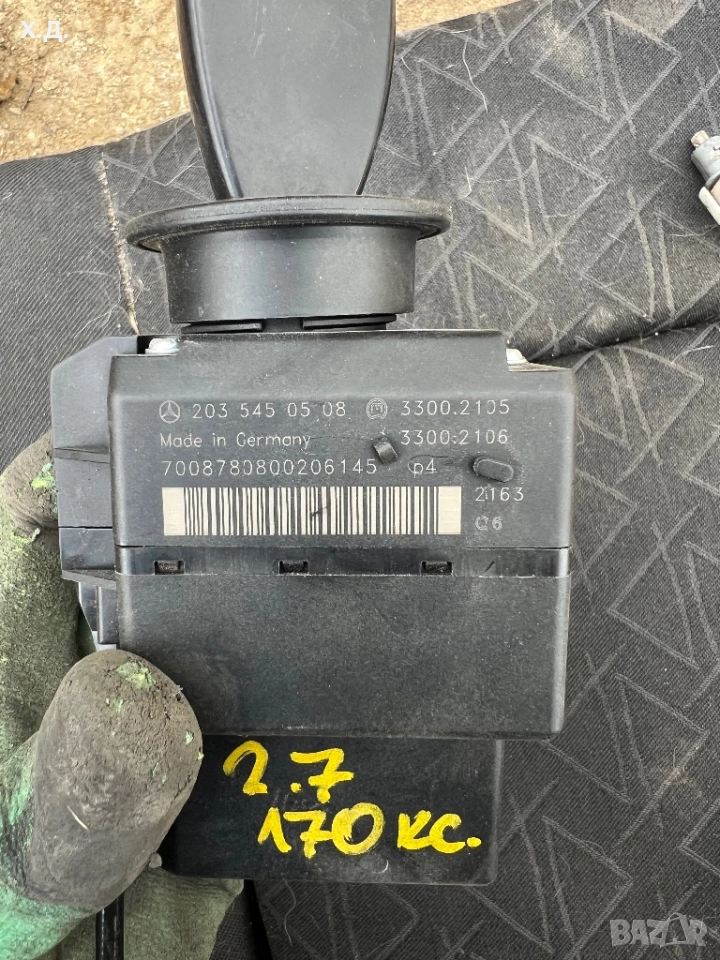 Х.Д.
203 545 05 08 3300.2105
Made in Germany 3300.2106
7008780800206145 p4
2163
C6
2.7
170 кс.
BAZAR